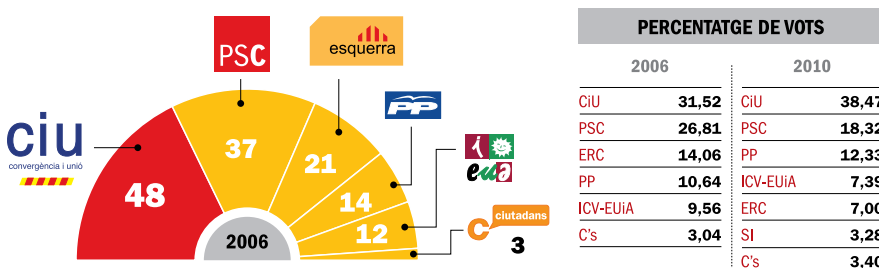 ciu
convergència i unió
PSC
esquerra
PP
i
eua
C ciutadans
48
37
21
14
12
3
2006
PERCENTATGE DE VOTS
2006 2010
CiU 31,52 CiU 38,47
PSC 26,81 PSC 18,32
ERC 14,06 PP 12,33
PP 10,64 ICV-EUiA 7,39
ICV-EUiA 9,56 ERC 7,00
C's 3,04 SI 3,28
C's 3,40